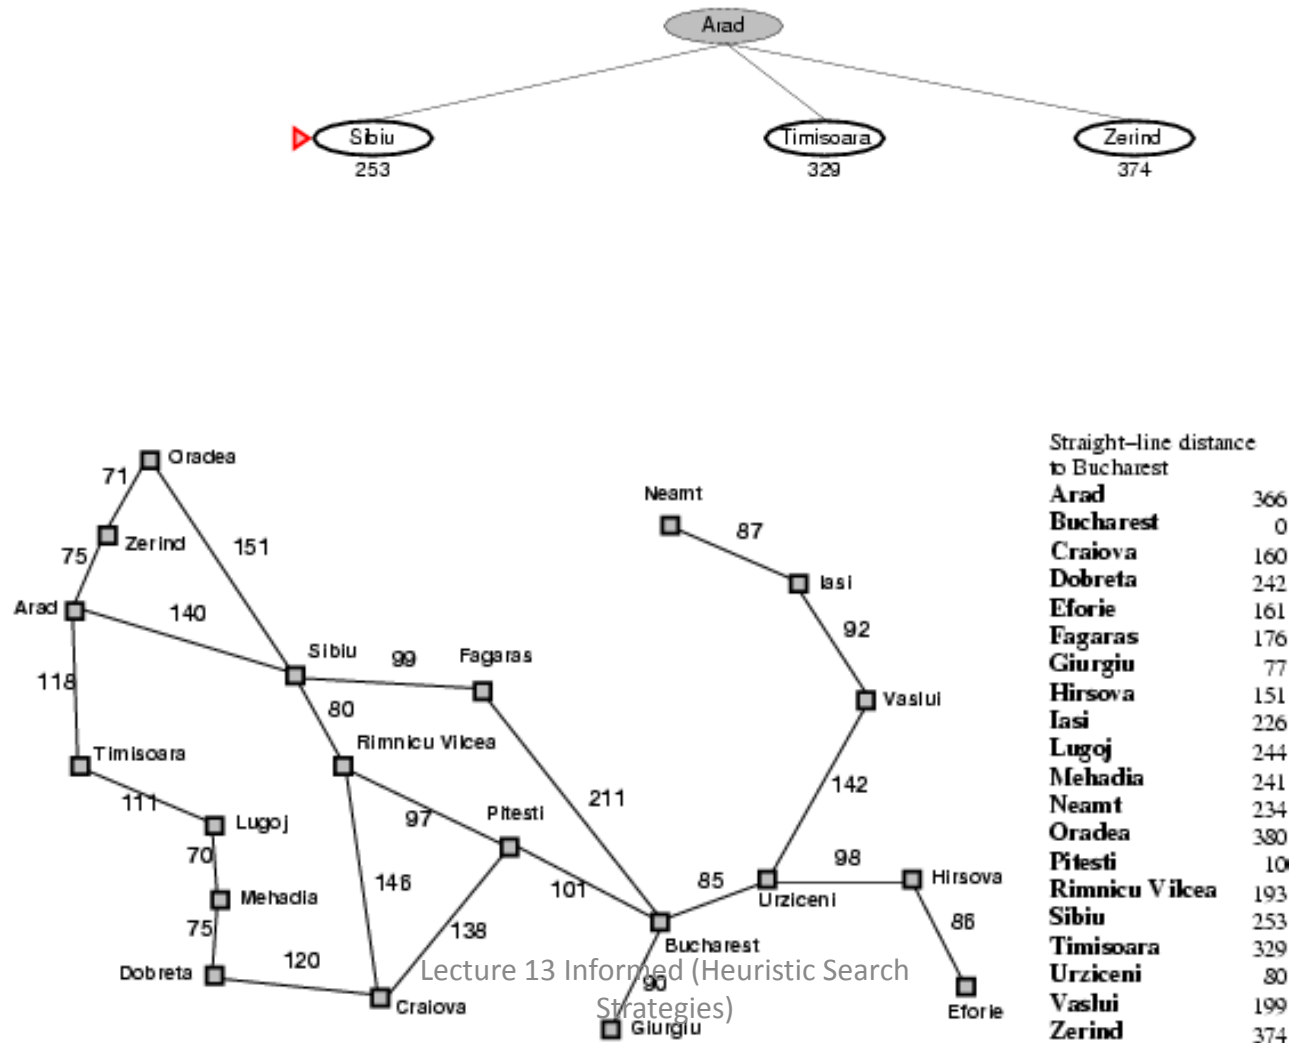 Arad
Sibiu
Timisoara
Zerind
253
329
374
Oradea
71
Neamt
87
Zerind
151
75
Iasi
Arad
140
92
Sibiu
99
Fagaras
118
80
Vaslui
Rimnicu Vilcea
Timisoara
142
111
211
Pitesti
97
Lugoj
70
98
Hirsova
146
85
Mehadia
101
Urziceni
75
138
86
Bucharest
120
Dobreta
90
Craiova
Eforie
Giurgiu
Lecture 13 Informed (Heuristic Search
Strategies)
Straight-line distance
to Bucharest
Arad 366
Bucharest 0
Craiova 160
Dobreta 242
Eforie 161
Fagaras 176
Giurgiu 77
Hirsova 151
Iasi 226
Lugoj 244
Mehadia 241
Neamt 234
Oradea 380
Pitesti
Rimnicu Vilcea 193
Sibiu 253
Timisoara 329
Urziceni 80
Vaslui 199
Zerind 374